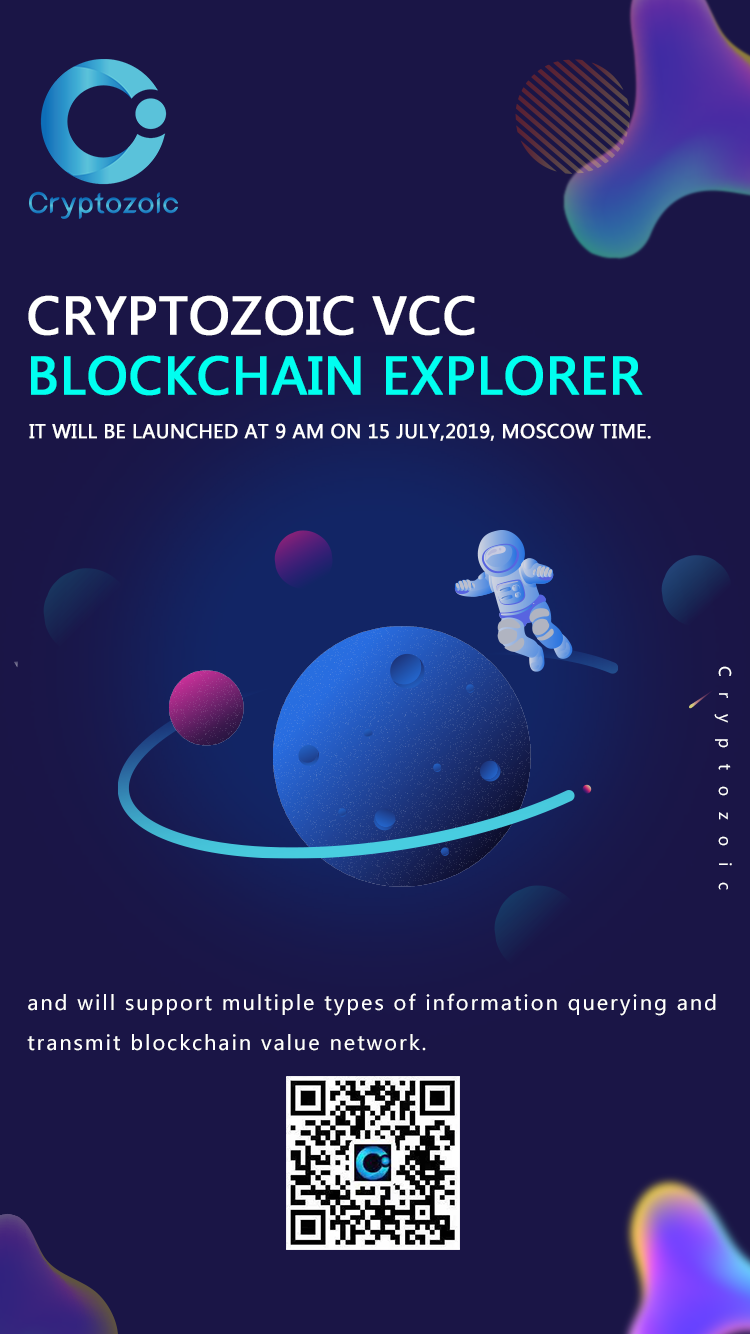 Cryptozoic
CRYPTOZOIC VCC
BLOCKCHAIN EXPLORER
IT WILL BE LAUNCHED AT 9 AM ON 15 JULY,2019, MOSCOW TIME.
Cryptozoic
and will support multiple types of information querying and
transmit blockchain value network.